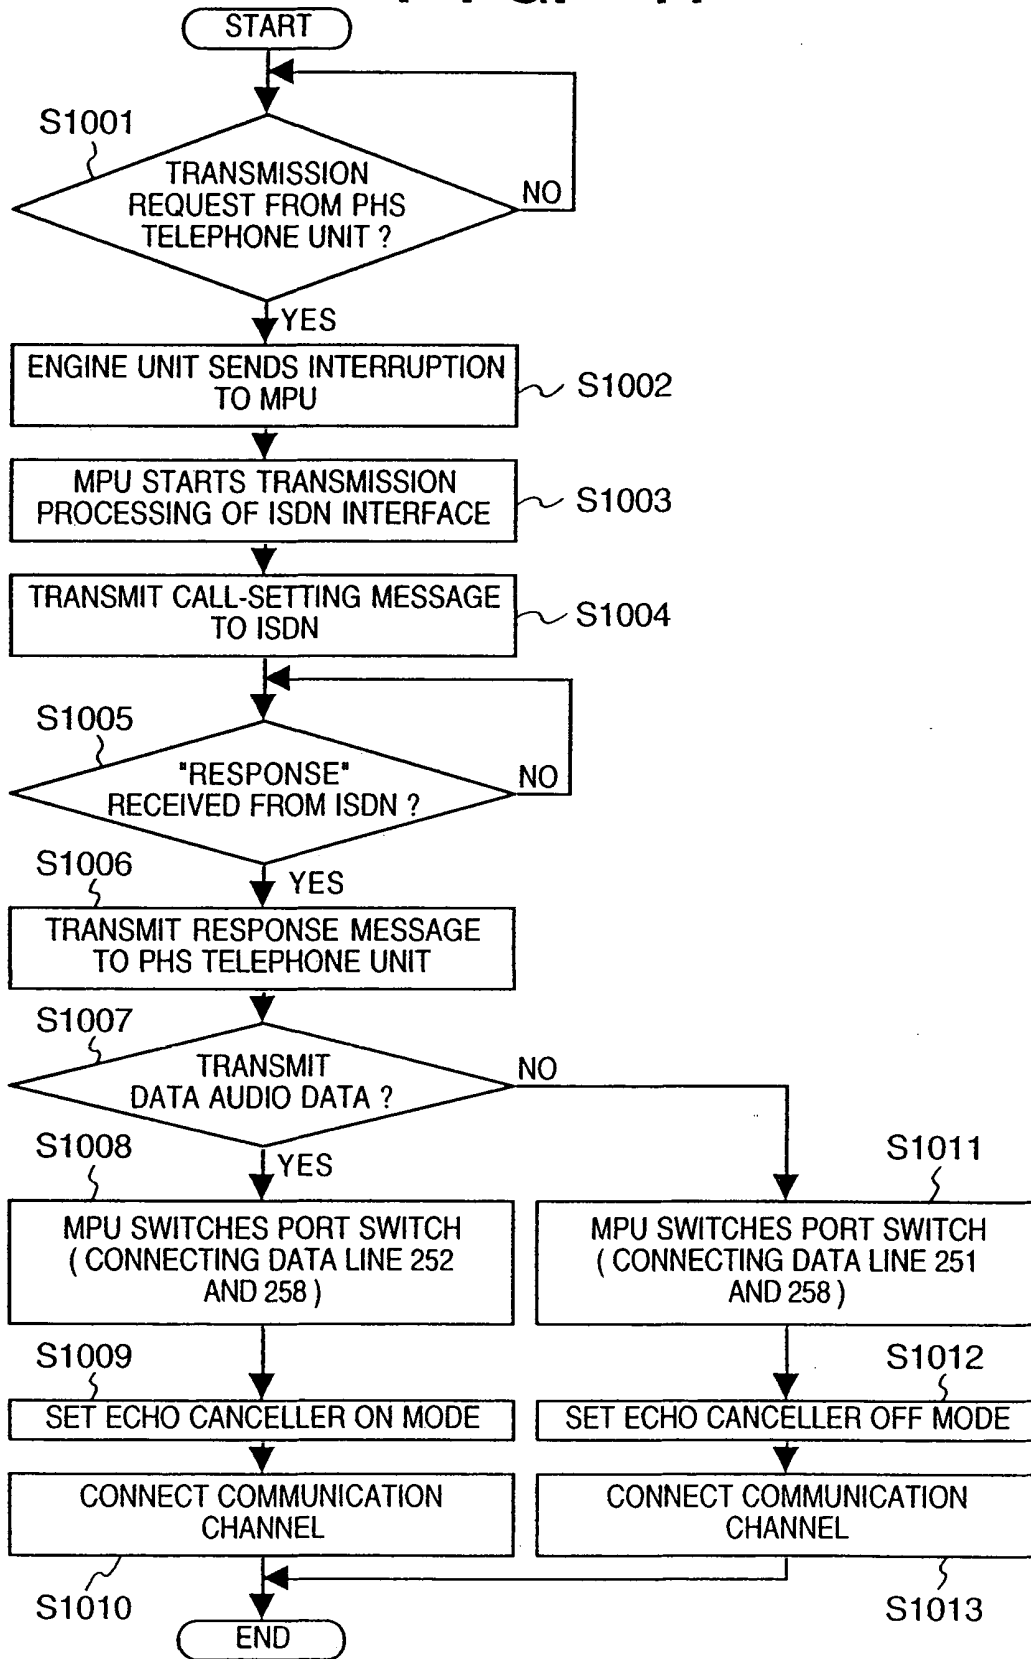 START
S1001
TRANSMISSION
REQUEST FROM PHS
TELEPHONE UNIT ?
NO
YES
ENGINE UNIT SENDS INTERRUPTION
TO MPU
S1002
MPU STARTS TRANSMISSION
PROCESSING OF ISDN INTERFACE
S1003
TRANSMIT CALL-SETTING MESSAGE
TO ISDN
S1004
S1005
"RESPONSE"
RECEIVED FROM ISDN ?
NO
S1006
YES
TRANSMIT RESPONSE MESSAGE
TO PHS TELEPHONE UNIT
S1007
TRANSMIT
DATA AUDIO DATA ?
NO
S1008
YES
S1011
MPU SWITCHES PORT SWITCH
( CONNECTING DATA LINE 252
AND 258 )
MPU SWITCHES PORT SWITCH
( CONNECTING DATA LINE 251
AND 258 )
S1009
S1012
SET ECHO CANCELLER ON MODE
SET ECHO CANCELLER OFF MODE
CONNECT COMMUNICATION
CHANNEL
CONNECT COMMUNICATION
CHANNEL
S1010
S1013
END